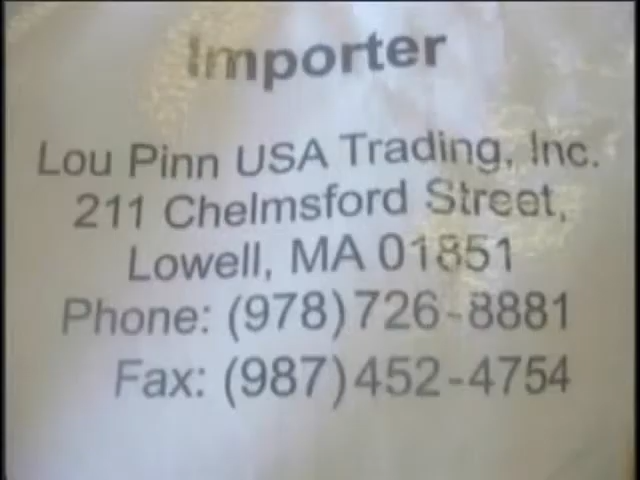 Importer
Lou Pinn USA Trading, Inc.
211 Chelmsford Street,
Lowell, MA 01851
Phone: (978)726-8881
Fax: (987)452-4754